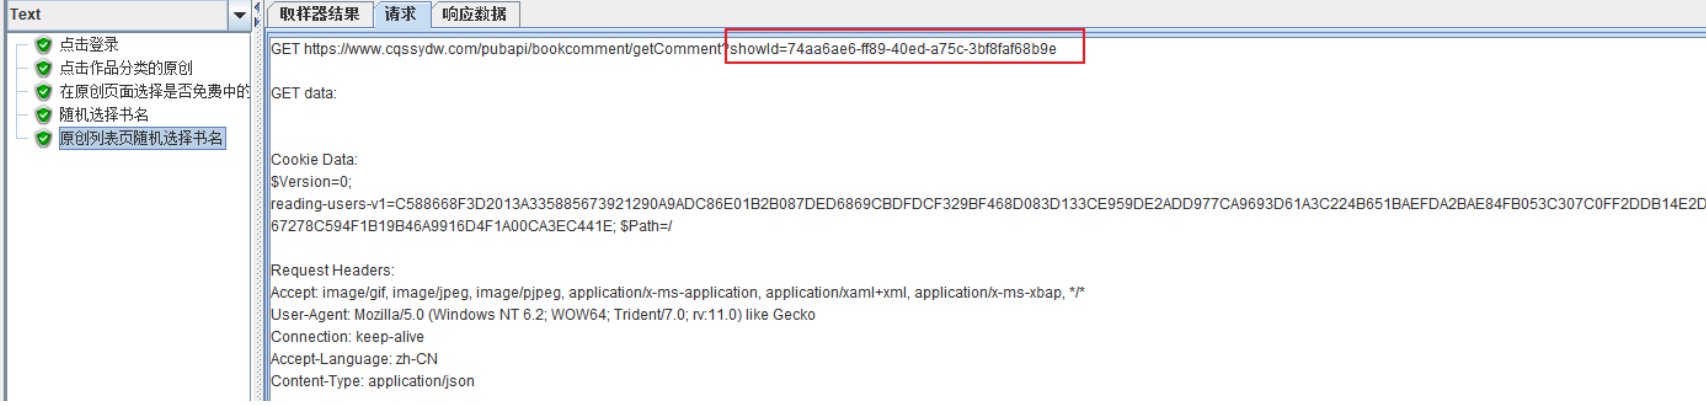 Text
点击登录
点击作品分类的原创
在原创页面选择是否免费中的
随机选择书名
原创列表页随机选择书名
取样器结果 请求 响应数据
GET https://www.cqssydw.com/pubapi/bookcomment/getComment?showId=74aa6ae6-ff89-40ed-a75c-3bf8faf68b9e
GET data:
Cookie Data:
$Version=0;
reading-users-v1=C588668F3D2013A335885673921290A9ADC86E01B2B087DED6869CBDFDCF329BF468D083D133CE959DE2ADD977CA9693D61A3C224B651BAEFDA2BAE84FB053C307C0FF2DDB14E2D
67278C594F1B19B46A9916D4F1A00CA3EC441E; $Path=/
Request Headers:
Accept: image/gif, image/jpeg, image/pjpeg, application/x-ms-application, application/xaml+xml, application/x-ms-xbap, */*
User-Agent: Mozilla/5.0 (Windows NT 6.2; WOW64; Trident/7.0; rv:11.0) like Gecko
Connection: keep-alive
Accept-Language: zh-CN
Content-Type: application/json